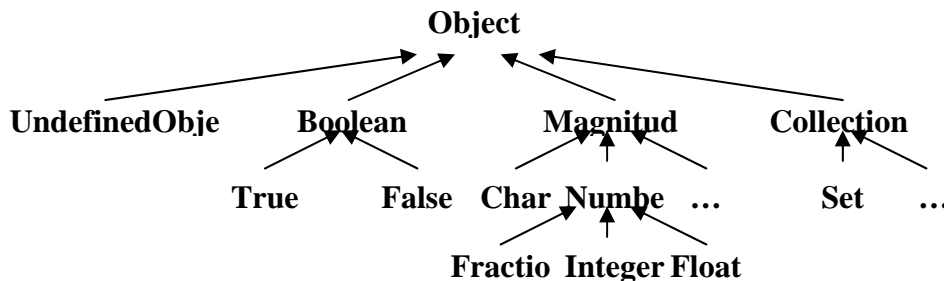 Object
UndefinedObje Boolean Magnitud Collection
True False Char Numbe … Set …
Fractio Integer Float